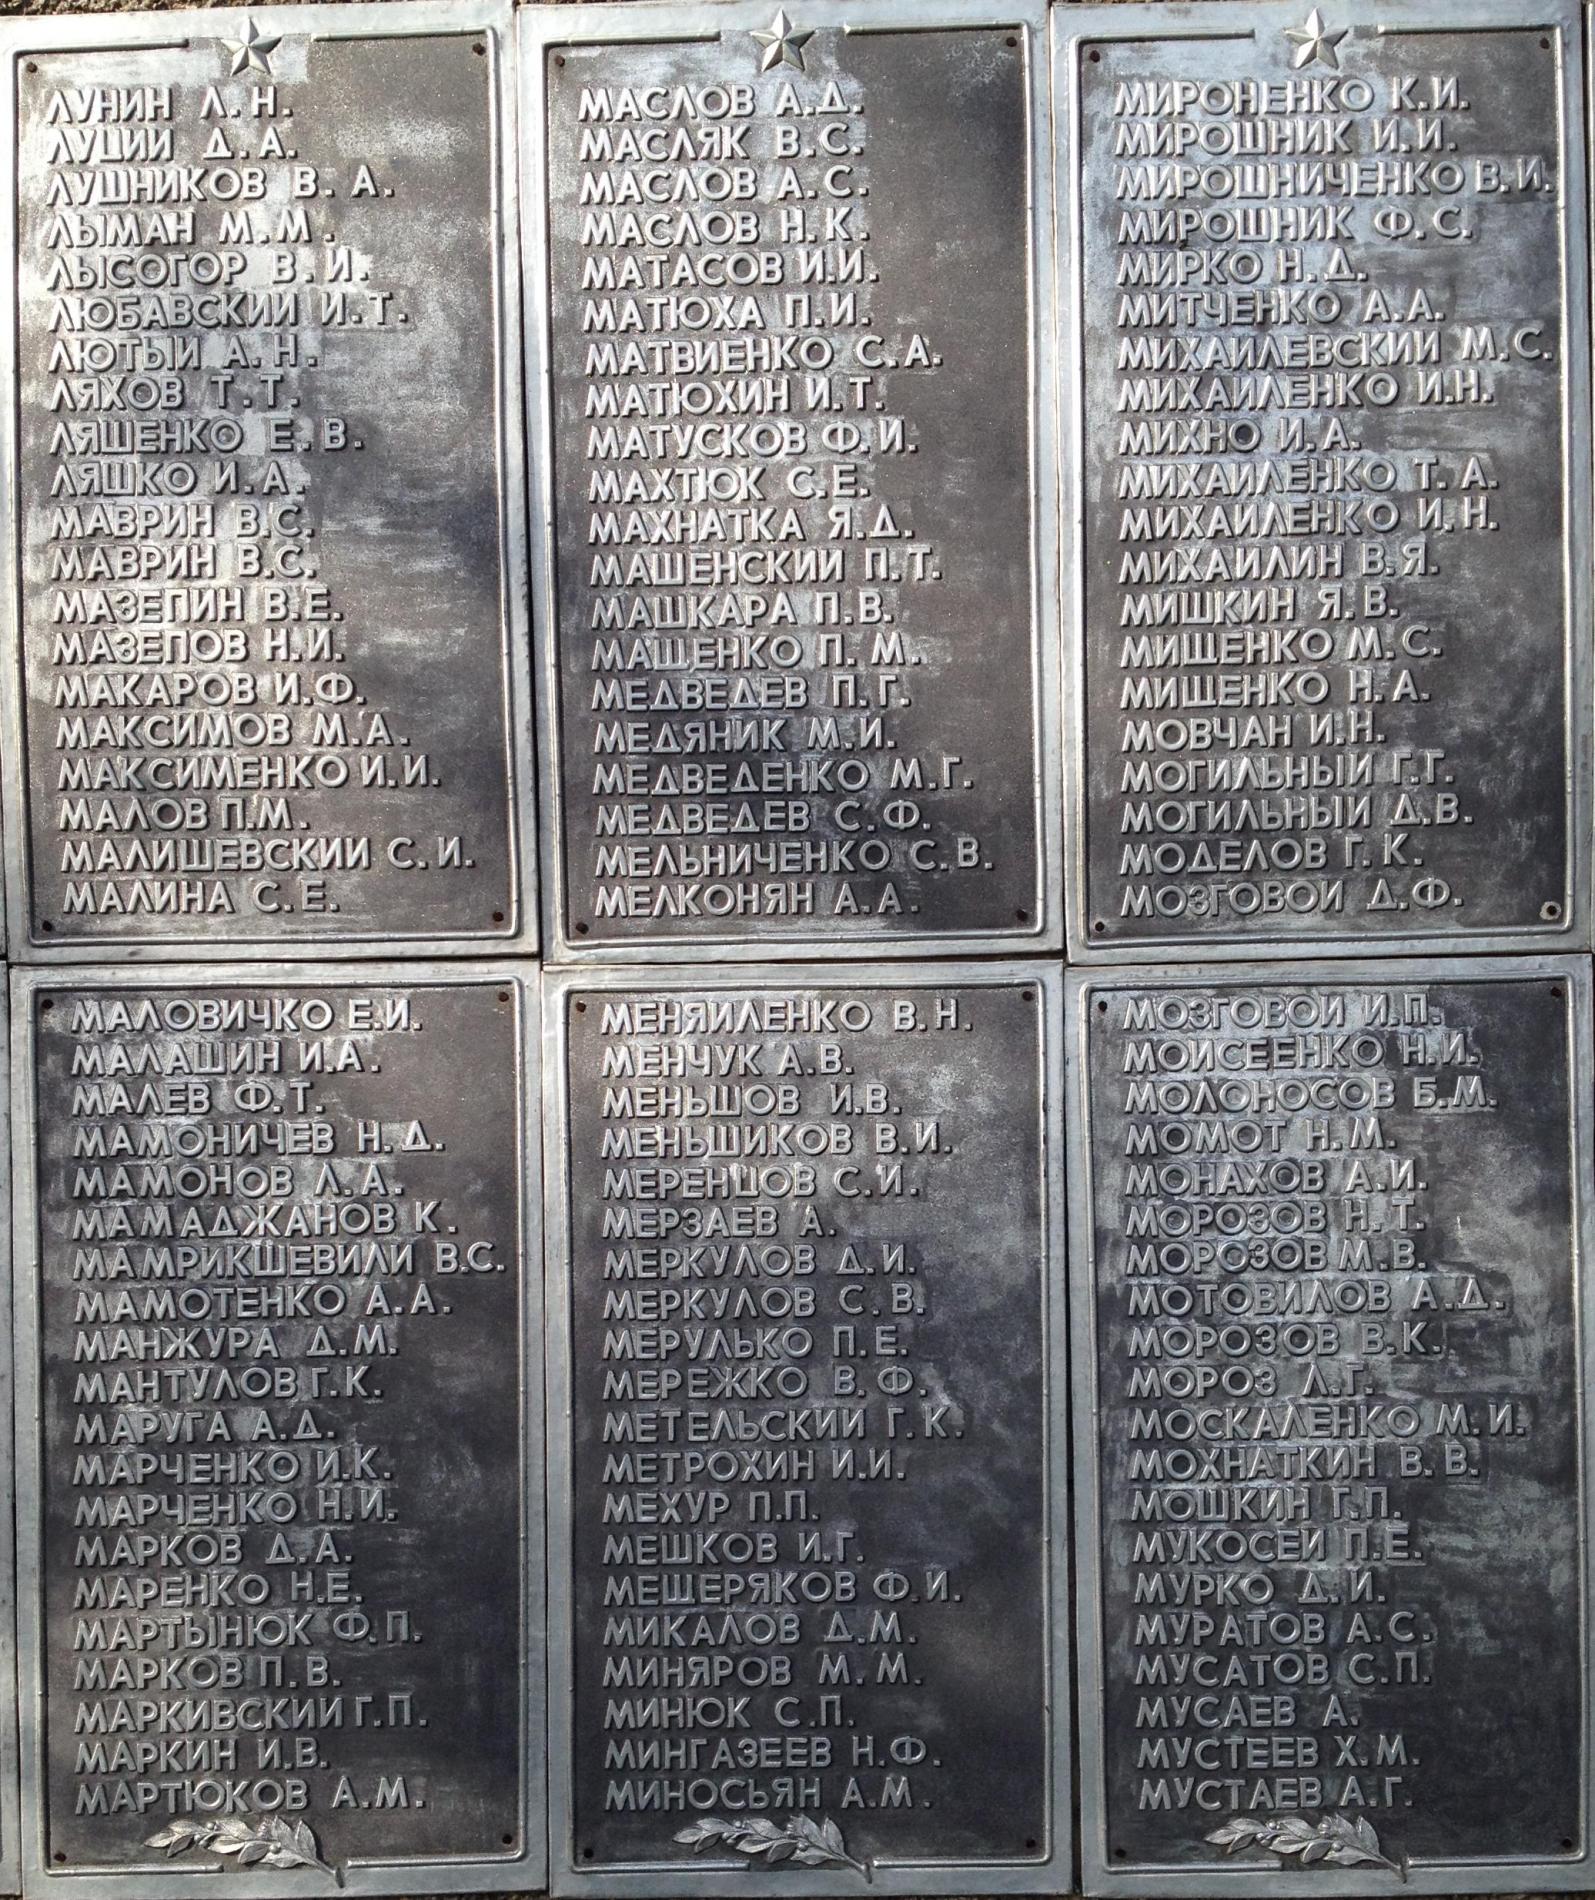 ЛУНИН Л. Н.
ЛУЦИИ Д. А.
ЛУШНИКОВ В. А.
ЛЫМАН М.М.
ЛЫСОГОР В.И.
ЛЮБАВСКИИ И.Т.
ЛЮТЫИ А.Н.
ЛЯХОВ Т.Т.
ЛЯШЕНКО Е.В.
ЛЯШКО И.А.
МАВРИН В.С.
МАВРИН В.С.
МАЗЕПИН В.Е.
МАЗЕПОВ Н.И.
МАКАРОВ И.Ф.
МАКСИМОВ М.А.
МАКСИМЕНКО И.И.
МАЛОВ П.М.
МАЛИШЕВСКИИ С.И.
МАЛИНА С.Е.
МАЛОВИЧКО Е.И.
МАЛАШИН И.А.
МАЛЕВ Ф.Т.
МАМОНИЧЕВ Н.Д.
МАМОНОВ Л.А.
МАМАДЖАНОВ К.
МАМРИКШЕВИЛИ В.С.
МАМОТЕНКО А.А.
МАНЖУРА Д.М.
МАНТУЛОВ Г.К.
МАРУГА А.Д.
МАРЧЕНКО И.К.
МАРЧЕНКО Н.И.
МАРКОВ Д.А.
МАРЕНКО Н.Е.
МАРТЫНЮК Ф.П.
МАРКОВ П.В.
МАРКИВСКИИ Г.П.
МАРКИН И.В.
МАРТЮКОВ А.М.
МАСЛОВ А.Д.
МАСЛЯК В.С.
МАСЛОВ А.С.
МАСЛОВ Н.К.
МАТАСОВ И.И.
МАТЮХА П.И.
МАТВИЕНКО С.А.
МАТЮХИН И.Т.
МАТУСКОВ Ф.И.
МАХТЮК С.Е.
МАХНАТКА Я.Д.
МАШЕНСКИИ П.Т.
МАШКАРА П.В.
МАЩЕНКО П.М.
МЕДВЕДЕВ П.Г.
МЕДЯНИК М.И.
МЕДВЕДЕНКО М.Г.
МЕДВЕДЕВ С.Ф.
МЕЛЬНИЧЕНКО С.В.
МЕЛКОНЯН А.А.
МЕНЯИЛЕНКО В.Н.
МЕНЧУК А.В.
МЕНЬШОВ И.В.
МЕНЬШИКОВ В.И.
МЕРЕНЦОВ С.И.
МЕРЗАЕВ А.
МЕРКУЛОВ Д.И.
МЕРКУЛОВ С.В.
МЕРУЛЬКО П.Е.
МЕРЕЖКО В.Ф.
МЕТЕЛЬСКИИ Г.К.
МЕТРОХИН И.И.
МЕХУР П.П.
МЕШКОВ И.Г.
МЕЩЕРЯКОВ Ф.И.
МИКАЛОВ Д.М.
МИНЯРОВ М.М.
МИНЮК С.П.
МИНГАЗЕЕВ Н.Ф.
МИНОСЬЯН А.М.
МИРОНЕНКО К.И.
МИРОШНИК И.И.
МИРОШНИЧЕНКО В.И.
МИРОШНИК Ф.С.
МИРКО Н.Д.
МИТЧЕНКО А.А.
МИХАИЛЕВСКИИ М.С.
МИХАИЛЕНКО И.Н.
МИХНО И.А.
МИХАИЛЕНКО Т.А.
МИХАИЛЕНКО И.Н.
МИХАИЛИН В.Я.
МИШКИН Я.В.
МИЩЕНКО М.С.
МИЩЕНКО Н.А.
МОВЧАН И.Н.
МОГИЛЬНЫИ Г.Г.
МОГИЛЬНЫИ Д.В.
МОДЕЛОВ Г.К.
МОЗГОВОИ Д.Ф.
МОЗГОВОИ И.П.
МОИСЕЕНКО Н.И.
МОЛОНОСОВ Б.М.
МОМОТ Н.М.
МОНАХОВ А.И.
МОРОЗОВ Н.Т.
МОРОЗОВ М.В.
МОТОВИЛОВ А.Д.
МОРОЗОВ В.К.
МОРОЗ Л.Г.
МОСКАЛЕНКО М.И.
МОХНАТКИН В.В.
МОШКИН Г.П.
МУКОСЕИ П.Е.
МУРКО Д.И.
МУРАТОВ А.С.
МУСАТОВ С.П.
МУСАЕВ А.
МУСТЕЕВ Х.М.
МУСТАЕВ А.Г.